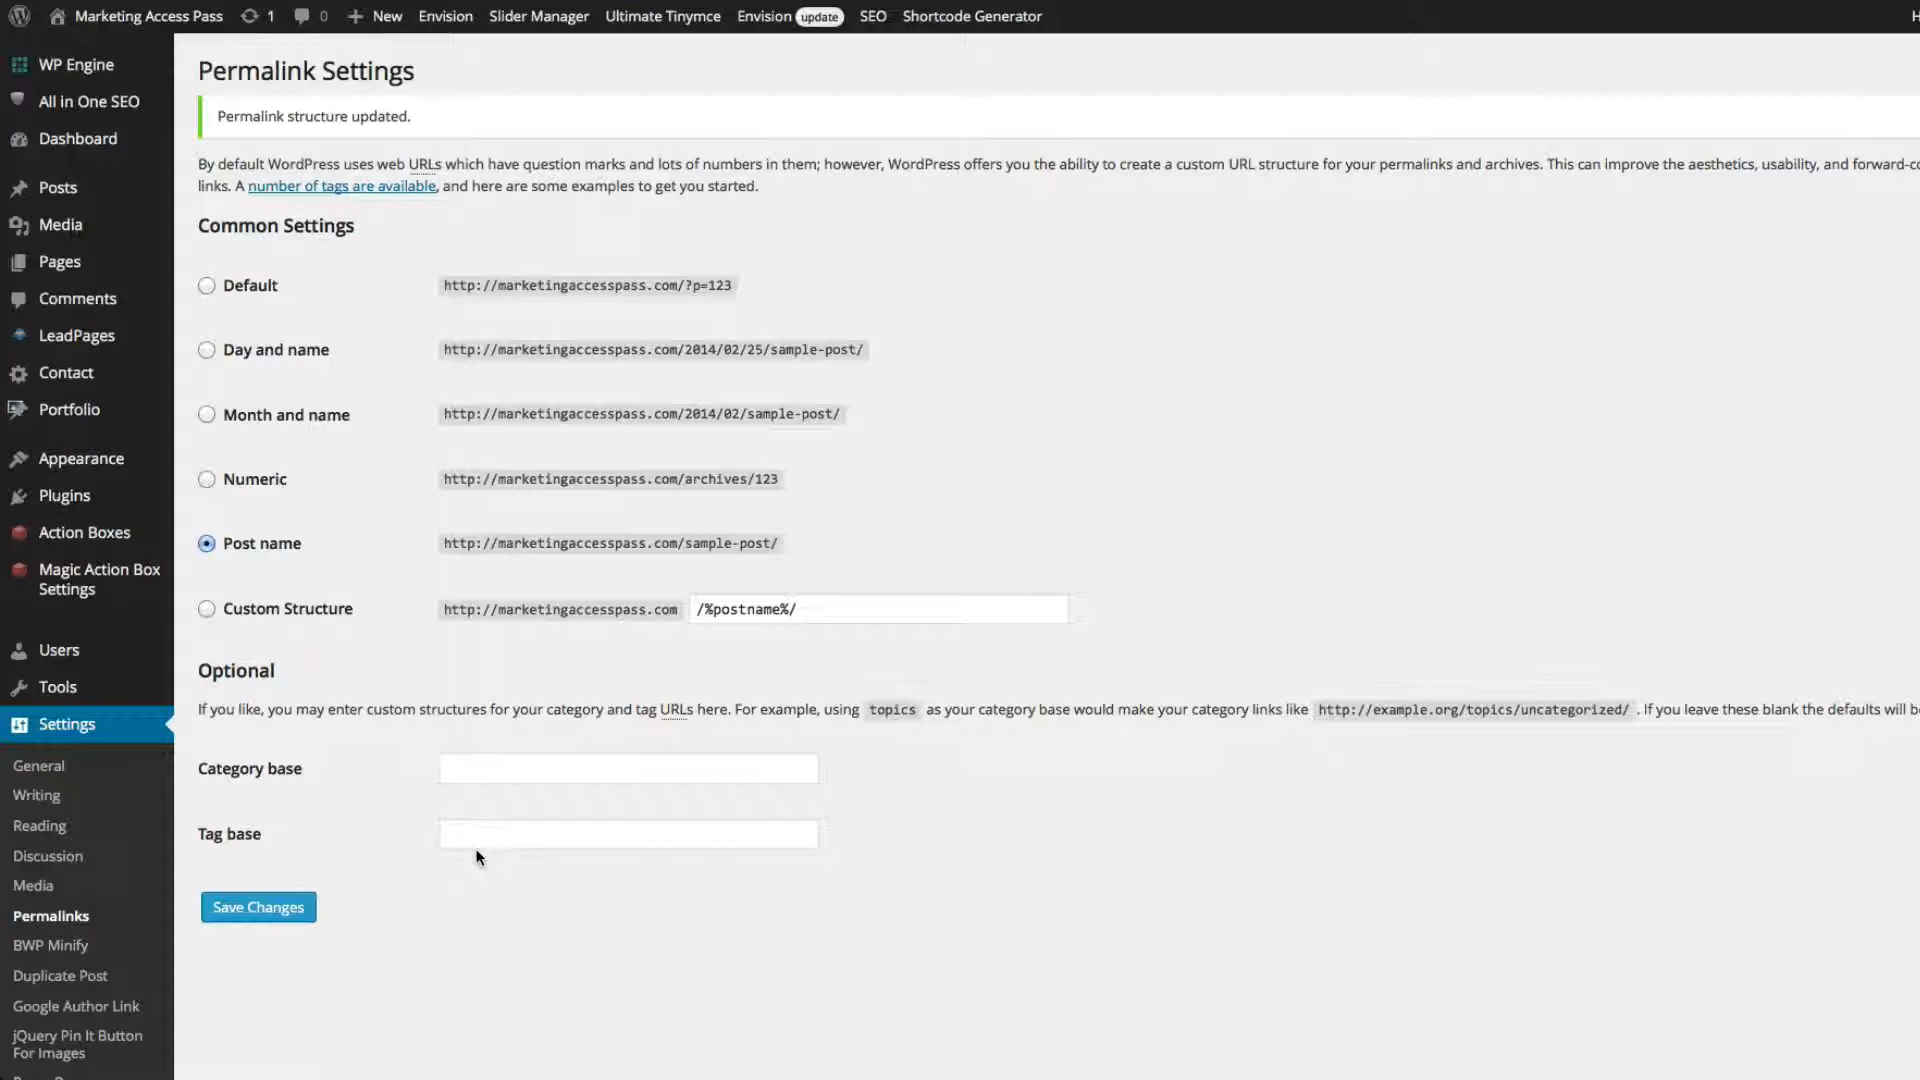 Marketing Access Pass 1 0 New Envision Slider Manager Ultimate Tinymce Envision update SEO Shortcode Generator
WP Engine
All in One SEO
Dashboard
Posts
Media
Pages
Comments
LeadPages
Contact
Portfolio
Appearance
Plugins
Action Boxes
Magic Action Box
Settings
Users
Tools
Settings
General
Writing
Reading
Discussion
Media
Permalinks
BWP Minify
Duplicate Post
Google Author Link
jQuery Pin It Button
For Images
Permalink Settings
Permalink structure updated.
By default WordPress uses web URLs which have question marks and lots of numbers in them; however, WordPress offers you the ability to create a custom URL structure for your permalinks and archives. This can improve the aesthetics, usability, and forward-co
links. A number of tags are available, and here are some examples to get you started.
Common Settings
Default http://marketingaccesspass.com/?p=123
Day and name http://marketingaccesspass.com/2014/02/25/sample-post/
Month and name http://marketingaccesspass.com/2014/02/sample-post/
Numeric http://marketingaccesspass.com/archives/123
Post name http://marketingaccesspass.com/sample-post/
Custom Structure http://marketingaccesspass.com /%postname%/
Optional
If you like, you may enter custom structures for your category and tag URLs here. For example, using topics as your category base would make your category links like http://example.org/topics/uncategorized/ . If you leave these blank the defaults will be
Category base
Tag base
Save Changes